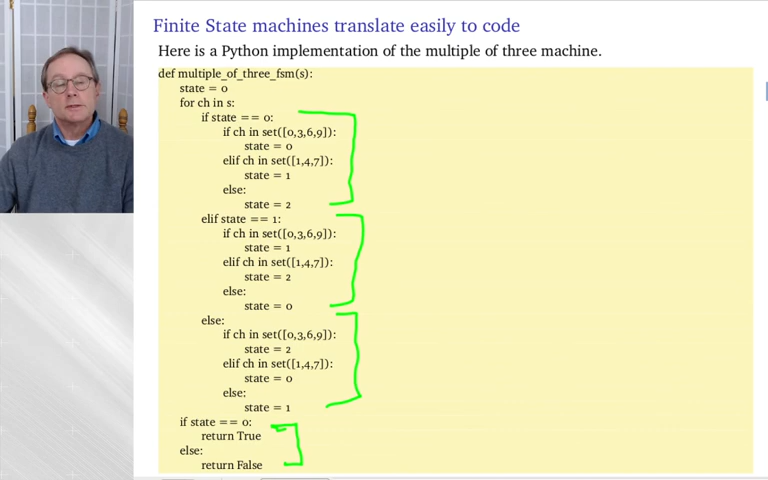 Finite State machines translate easily to code
Here is a Python implementation of the multiple of three machine.
def multiple_of_three_fsm(s):
state = 0
for ch in s:
if state == 0:
if ch in set([0,3,6,9]):
state = 0
elif ch in set([1,4,7]):
state = 1
else:
state = 2
elif state == 1:
if ch in set([0,3,6,9]):
state = 1
elif ch in set([1,4,7]):
state = 2
else:
state = 0
else:
if ch in set([0,3,6,9]):
state = 2
elif ch in set([1,4,7]):
state = 0
else:
state = 1
if state == 0:
return True
else:
return False